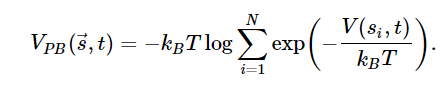 $V_{PB}(\vec{s}, t) = -k_B T \log \sum_{i=1}^{N} \exp\left(-\frac{V(s_i, t)}{k_B T}\right).$